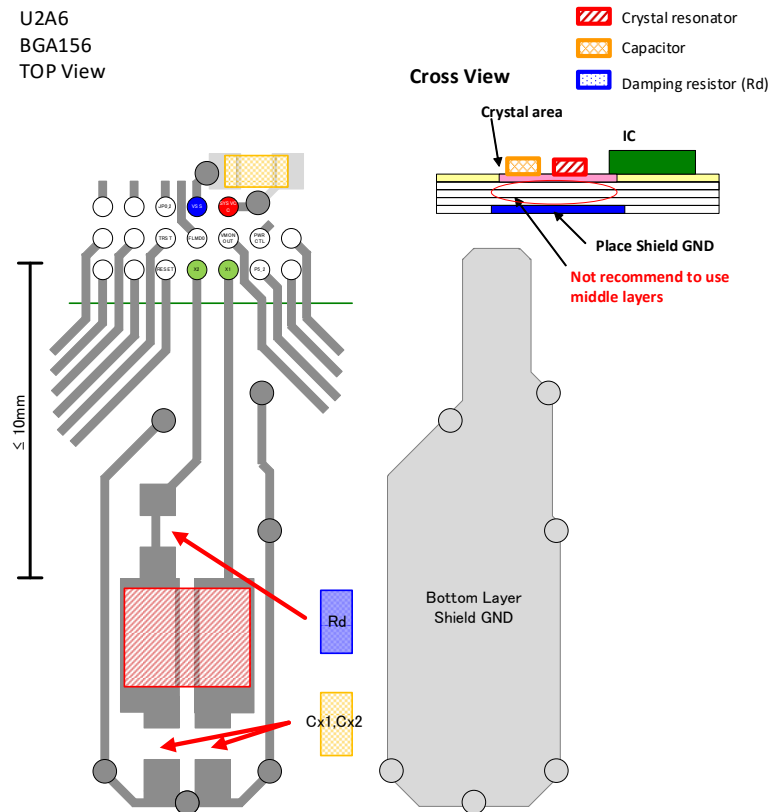 U2A6
BGA156
TOP View
Crystal resonator
Capacitor
Damping resistor (Rd)
Cross View
Crystal area
IC
Place Shield GND
Not recommend to use
middle layers
JP0_2
VSS
SYS VC
C
TRST
FLMD0
VMON
OUT
PWR
CTL
RESET
X2
X1
P5_2
≤ 10mm
Rd
Cx1,Cx2
Bottom Layer
Shield GND